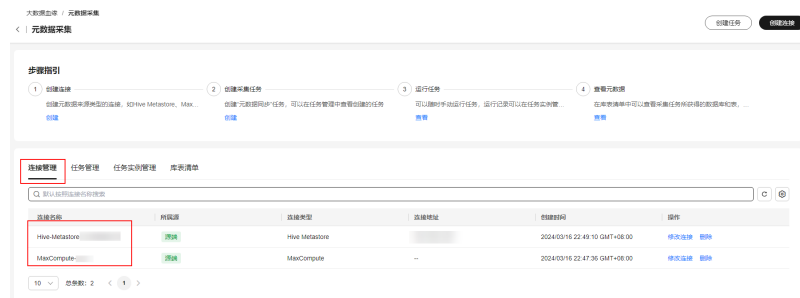 大数据血缘 / 元数据采集
元数据采集
创建任务
创建连接
步骤指引
1 创建连接
2 创建采集任务
3 运行任务
4 查看元数据
创建元数据来源类型的连接，如Hive Metastore，Max...
创建“元数据同步”任务，可以在任务管理中查看创建的任务
可以随时手动运行任务，运行记录可以在任务实例管...
在库表清单中可以查看采集任务所获得的数据库和表，...
创建
创建
查看
查看
连接管理 任务管理 任务实例管理 库表清单
默认按照连接名称搜索
连接名称 所属源 连接类型 连接地址 创建时间 操作
Hive-Metastore 源端 Hive Metastore 2024/03/16 22:49:10 GMT+08:00 修改连接 删除
MaxCompute- 源端 MaxCompute -- 2024/03/16 22:47:36 GMT+08:00 修改连接 删除
10 总条数：2 < 1 >